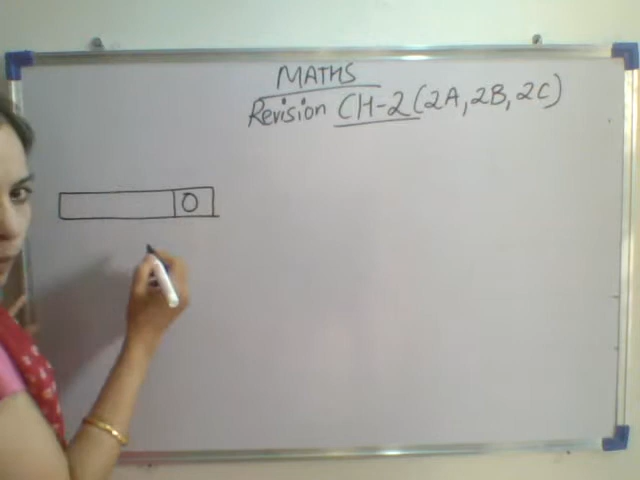 MATHS
Revision CH-2 (2A, 2B, 2C)
0